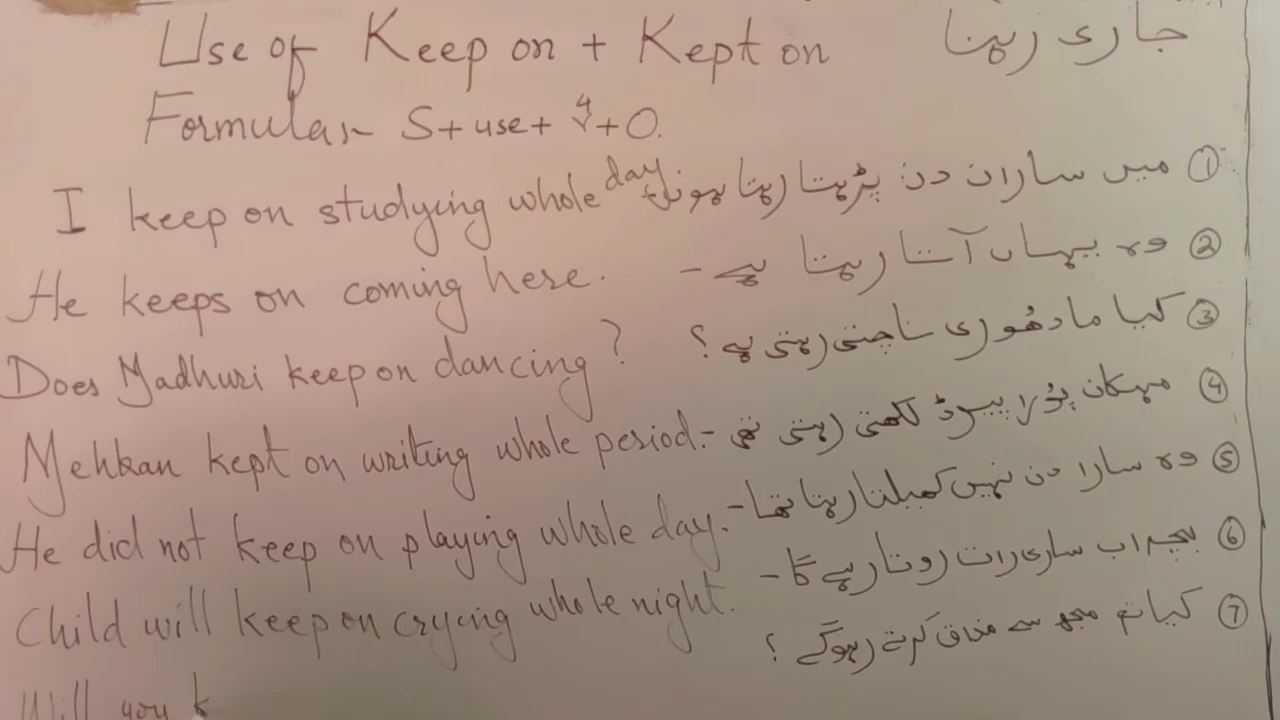 Use of Keep on + Kept on جاری رہنا
Formula:- S + use + v4 + O.
I keep on studying whole day. میں ساران دن پڑہتا رہتا ہوں۔ ①
He keeps on coming here. وہ یہاں آتا رہتا ہے - ②
Does Madhuri keep on dancing? کیا مادھوری ناچتی رہتی ہے؟ ③
Mehkan kept on writing whole period. مہکان پورا پیریڈ لکھتی رہتی تھی - ④
He did not keep on playing whole day. وہ سارا دن نہیں کھیلتا رہتا تھا - ⑤
Child will keep on crying whole night. بچہ اب ساری رات روتا رہے گا - ⑥
کیا تم مجھ سے مذاق کرتے رہوگے ؟ ⑦
Will you k